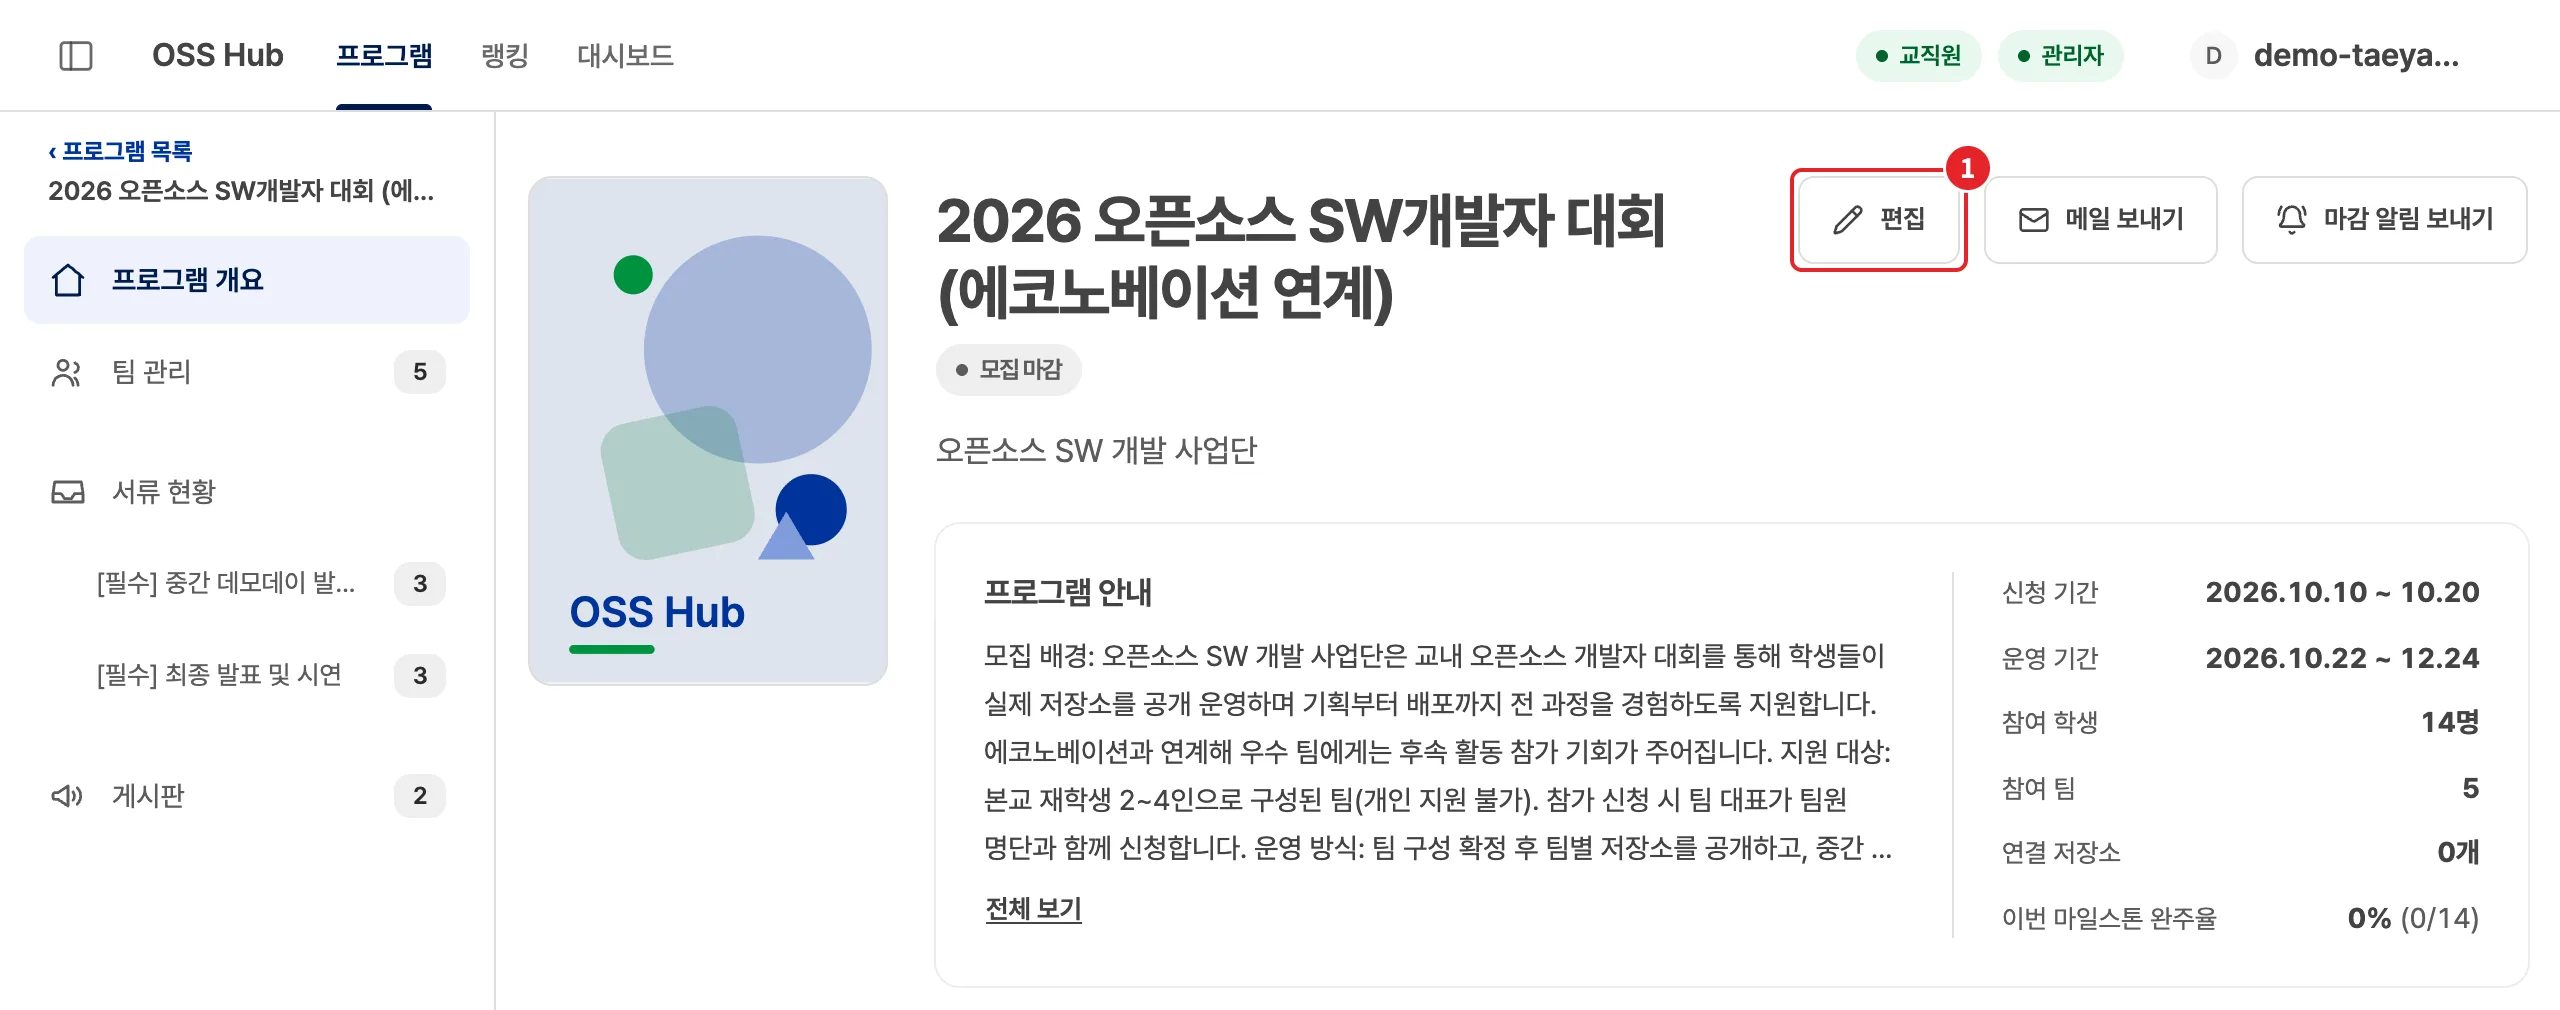 OSS Hub
프로그램
랭킹
대시보드
교직원
관리자
D
demo-taeya...
‹ 프로그램 목록
2026 오픈소스 SW개발자 대회 (에...
프로그램 개요
팀 관리
5
서류 현황
[필수] 중간 데모데이 발...
3
[필수] 최종 발표 및 시연
3
게시판
2
OSS Hub
2026 오픈소스 SW개발자 대회
(에코노베이션 연계)
1
편집
메일 보내기
마감 알림 보내기
모집 마감
오픈소스 SW 개발 사업단
프로그램 안내
모집 배경: 오픈소스 SW 개발 사업단은 교내 오픈소스 개발자 대회를 통해 학생들이
실제 저장소를 공개 운영하며 기획부터 배포까지 전 과정을 경험하도록 지원합니다.
에코노베이션과 연계해 우수 팀에게는 후속 활동 참가 기회가 주어집니다. 지원 대상:
본교 재학생 2~4인으로 구성된 팀(개인 지원 불가). 참가 신청 시 팀 대표가 팀원
명단과 함께 신청합니다. 운영 방식: 팀 구성 확정 후 팀별 저장소를 공개하고, 중간 ...
전체 보기
신청 기간 2026.10.10 ~ 10.20
운영 기간 2026.10.22 ~ 12.24
참여 학생 14명
참여 팀 5
연결 저장소 0개
이번 마일스톤 완주율 0% (0/14)